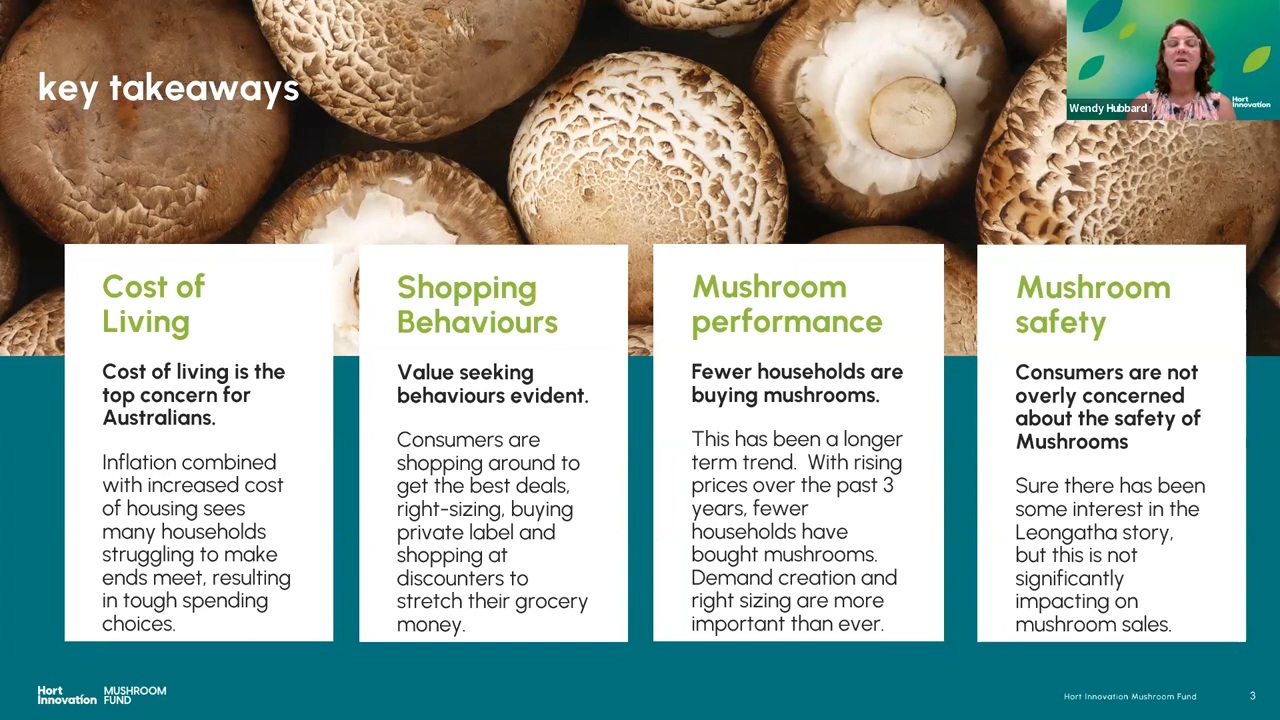 key takeaways
Wendy Hubbard
Hort
Innovation
Cost of
Living
Cost of living is the
top concern for
Australians.
Inflation combined
with increased cost
of housing sees
many households
struggling to make
ends meet, resulting
in tough spending
choices.
Shopping
Behaviours
Value seeking
behaviours evident.
Consumers are
shopping around to
get the best deals,
right-sizing, buying
private label and
shopping at
discounters to
stretch their grocery
money.
Mushroom
performance
Fewer households are
buying mushrooms.
This has been a longer
term trend.  With rising
prices over the past 3
years, fewer
households have
bought mushrooms.
Demand creation and
right sizing are more
important than ever.
Mushroom
safety
Consumers are not
overly concerned
about the safety of
Mushrooms
Sure there has been
some interest in the
Leongatha story,
but this is not
significantly
impacting on
mushroom sales.
Hort
Innovation
MUSHROOM
FUND
Hort Innovation Mushroom Fund
3